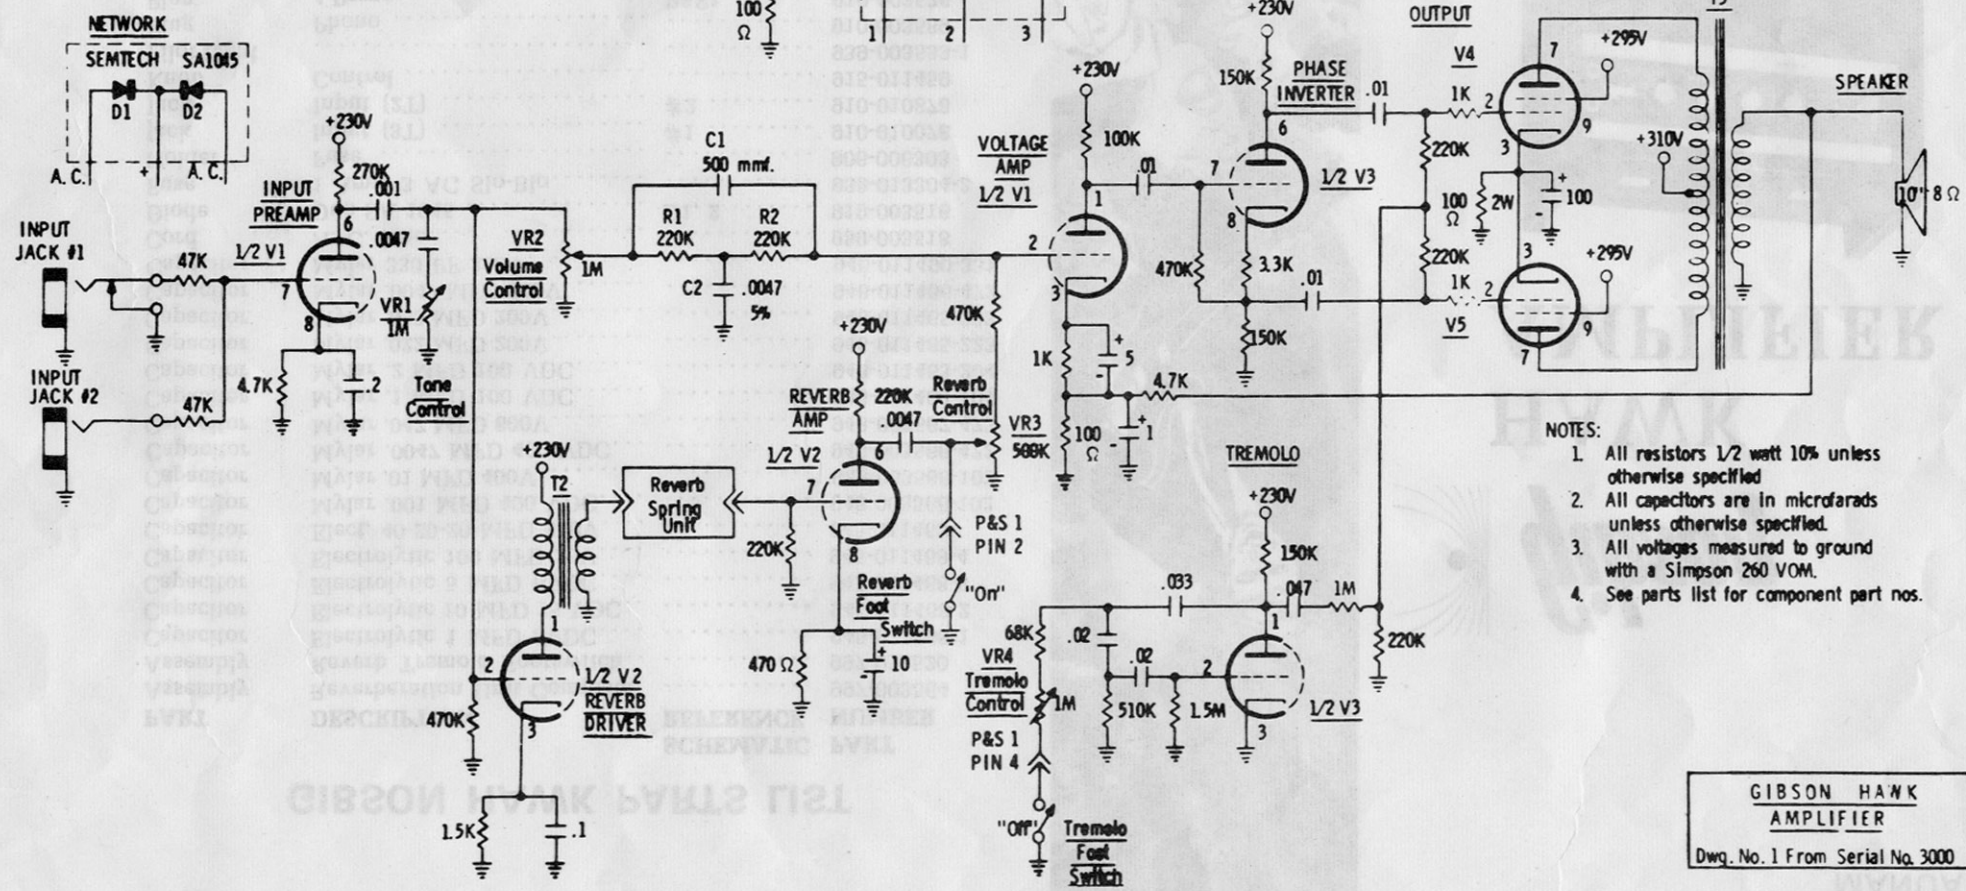 NETWORK
SEMTECH SA1045
D1 D2
A.C. + A.C.
100
Ω
1 2 3
+230V
OUTPUT
INPUT
JACK #1
47K
INPUT
JACK #2
47K
+230V
270K
.001
INPUT
PREAMP
1/2 V1
6
7
8
.0047
VR1
1M
4.7K
.2
Tone
Control
VR2
Volume
Control
1M
C1
500 mmf.
R1
220K
R2
220K
C2
.0047
5%
+230V
220K
REVERB
AMP
1/2 V2
.0047
6
7
8
Reverb
Control
VR3
500K
470K
220K
470 Ω
+
10
Reverb
Foot
Switch
P&S 1
PIN 2
"On"
+230V
T2
Reverb
Spring
Unit
1
2
3
1/2 V2
REVERB
DRIVER
470K
1.5K
.1
VOLTAGE
AMP
1/2 V1
+230V
100K
1
2
3
.01
1K
+
-
5
4.7K
100
Ω
+
-
1
470K
150K
PHASE
INVERTER
6
7
8
1/2 V3
3.3K
150K
.01
.01
220K
220K
1K
1K
V4
7
2
9
3
+295V
+310V
100
Ω
2W
+
-
100
3
2
9
7
V5
+295V
SPEAKER
10" 8 Ω
TREMOLO
+230V
150K
.033
.047
1M
68K
.02
.02
VR4
Tremolo
Control
1M
510K
1.5M
1
2
3
1/2 V3
220K
P&S 1
PIN 4
"Off"
Tremolo
Foot
Switch
NOTES:
1. All resistors 1/2 watt 10% unless
otherwise specified
2. All capacitors are in microfarads
unless otherwise specified.
3. All voltages measured to ground
with a Simpson 260 VOM.
4. See parts list for component part nos.
GIBSON HAWK
AMPLIFIER
Dwg. No. 1 From Serial No. 3000